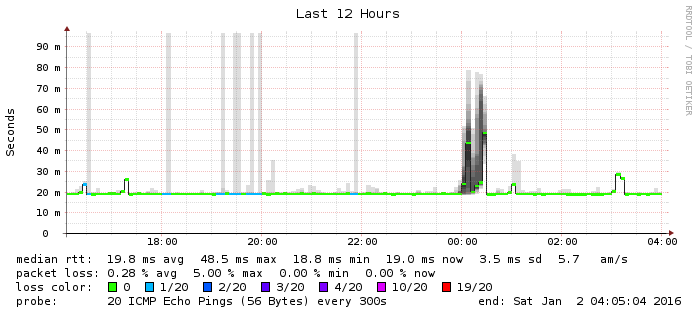 Last 12 Hours
RRDTOOL / TOBI OETIKER
Seconds
90 m
80 m
70 m
60 m
50 m
40 m
30 m
20 m
10 m
0
18:00 20:00 22:00 00:00 02:00 04:00
median rtt: 19.8 ms avg 48.5 ms max 18.8 ms min 19.0 ms now 3.5 ms sd 5.7 am/s
packet loss: 0.28 % avg 5.00 % max 0.00 % min 0.00 % now
loss color: 0 1/20 2/20 3/20 4/20 10/20 19/20
probe: 20 ICMP Echo Pings (56 Bytes) every 300s end: Sat Jan 2 04:05:04 2016